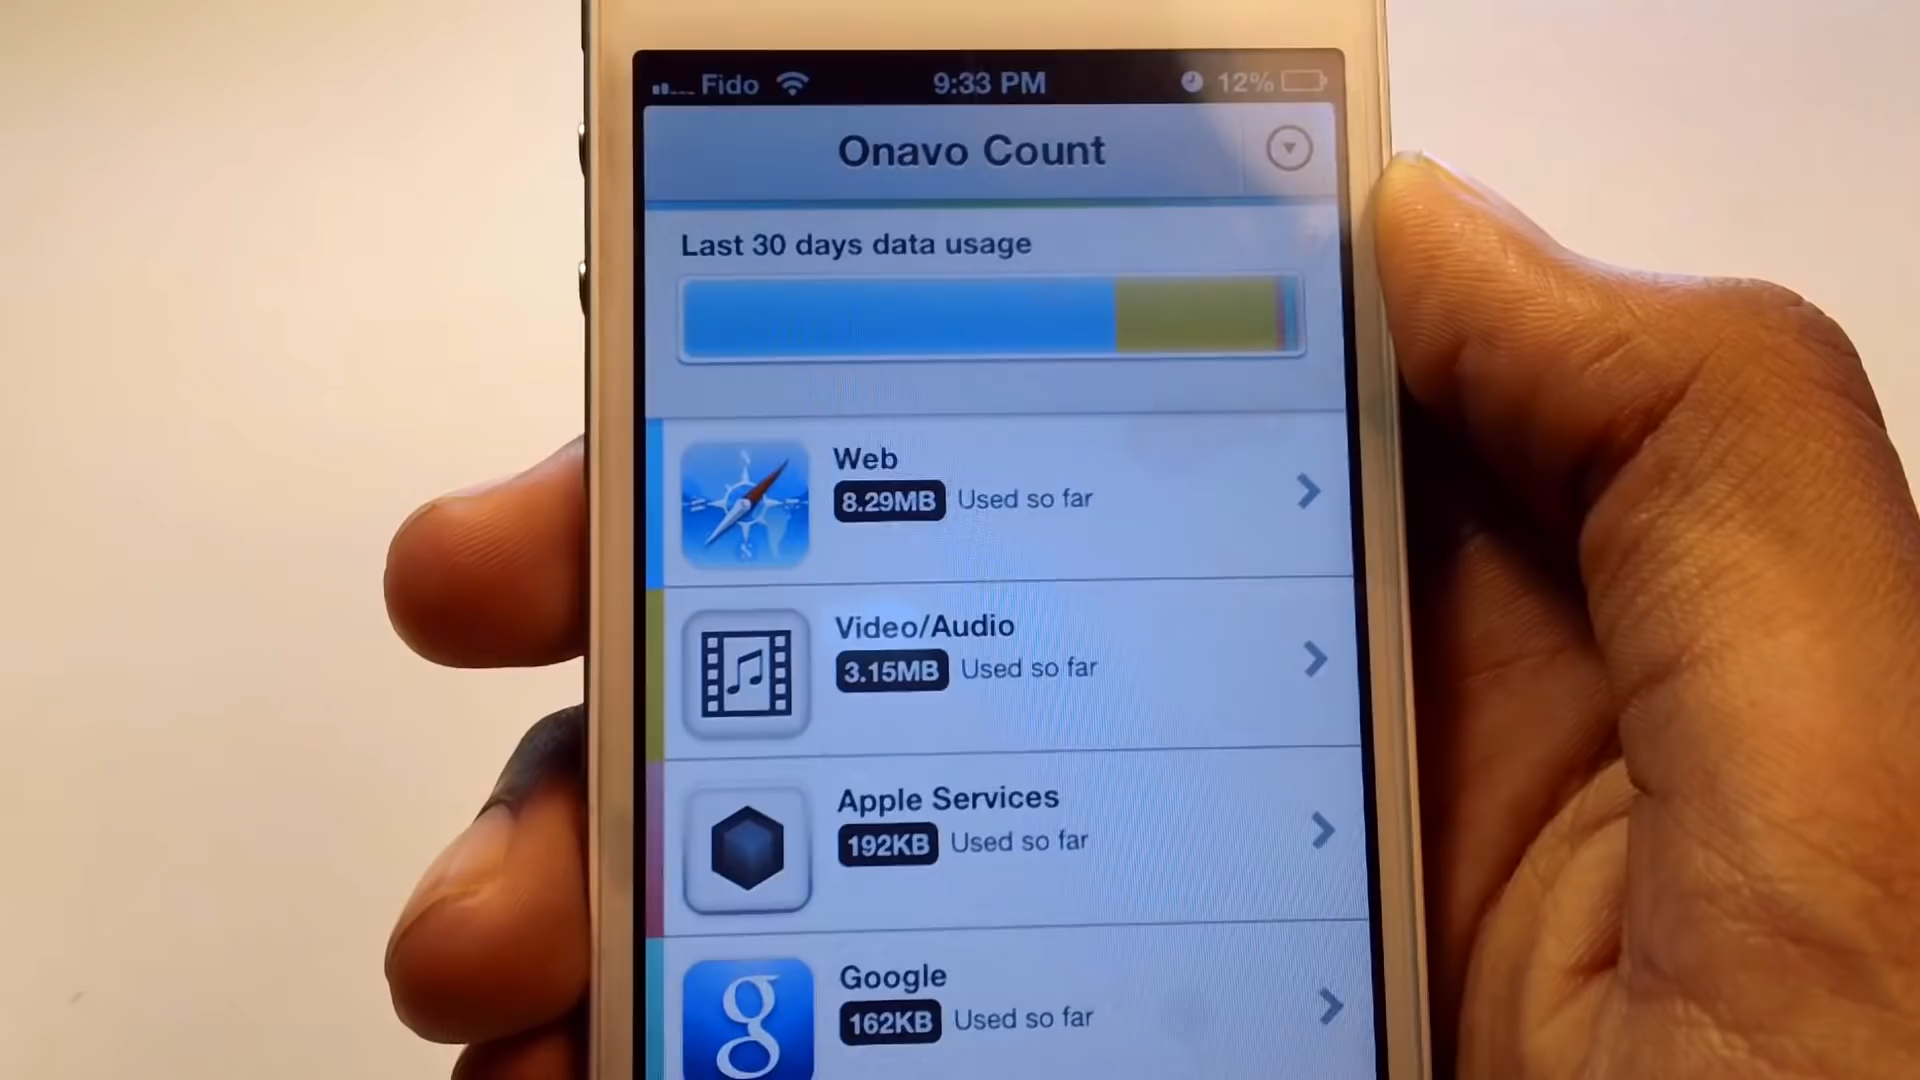 Fido 9:33 PM 12%
Onavo Count
Last 30 days data usage
Web
8.29MB Used so far
Video/Audio
3.15MB Used so far
Apple Services
192KB Used so far
Google
162KB Used so far
g